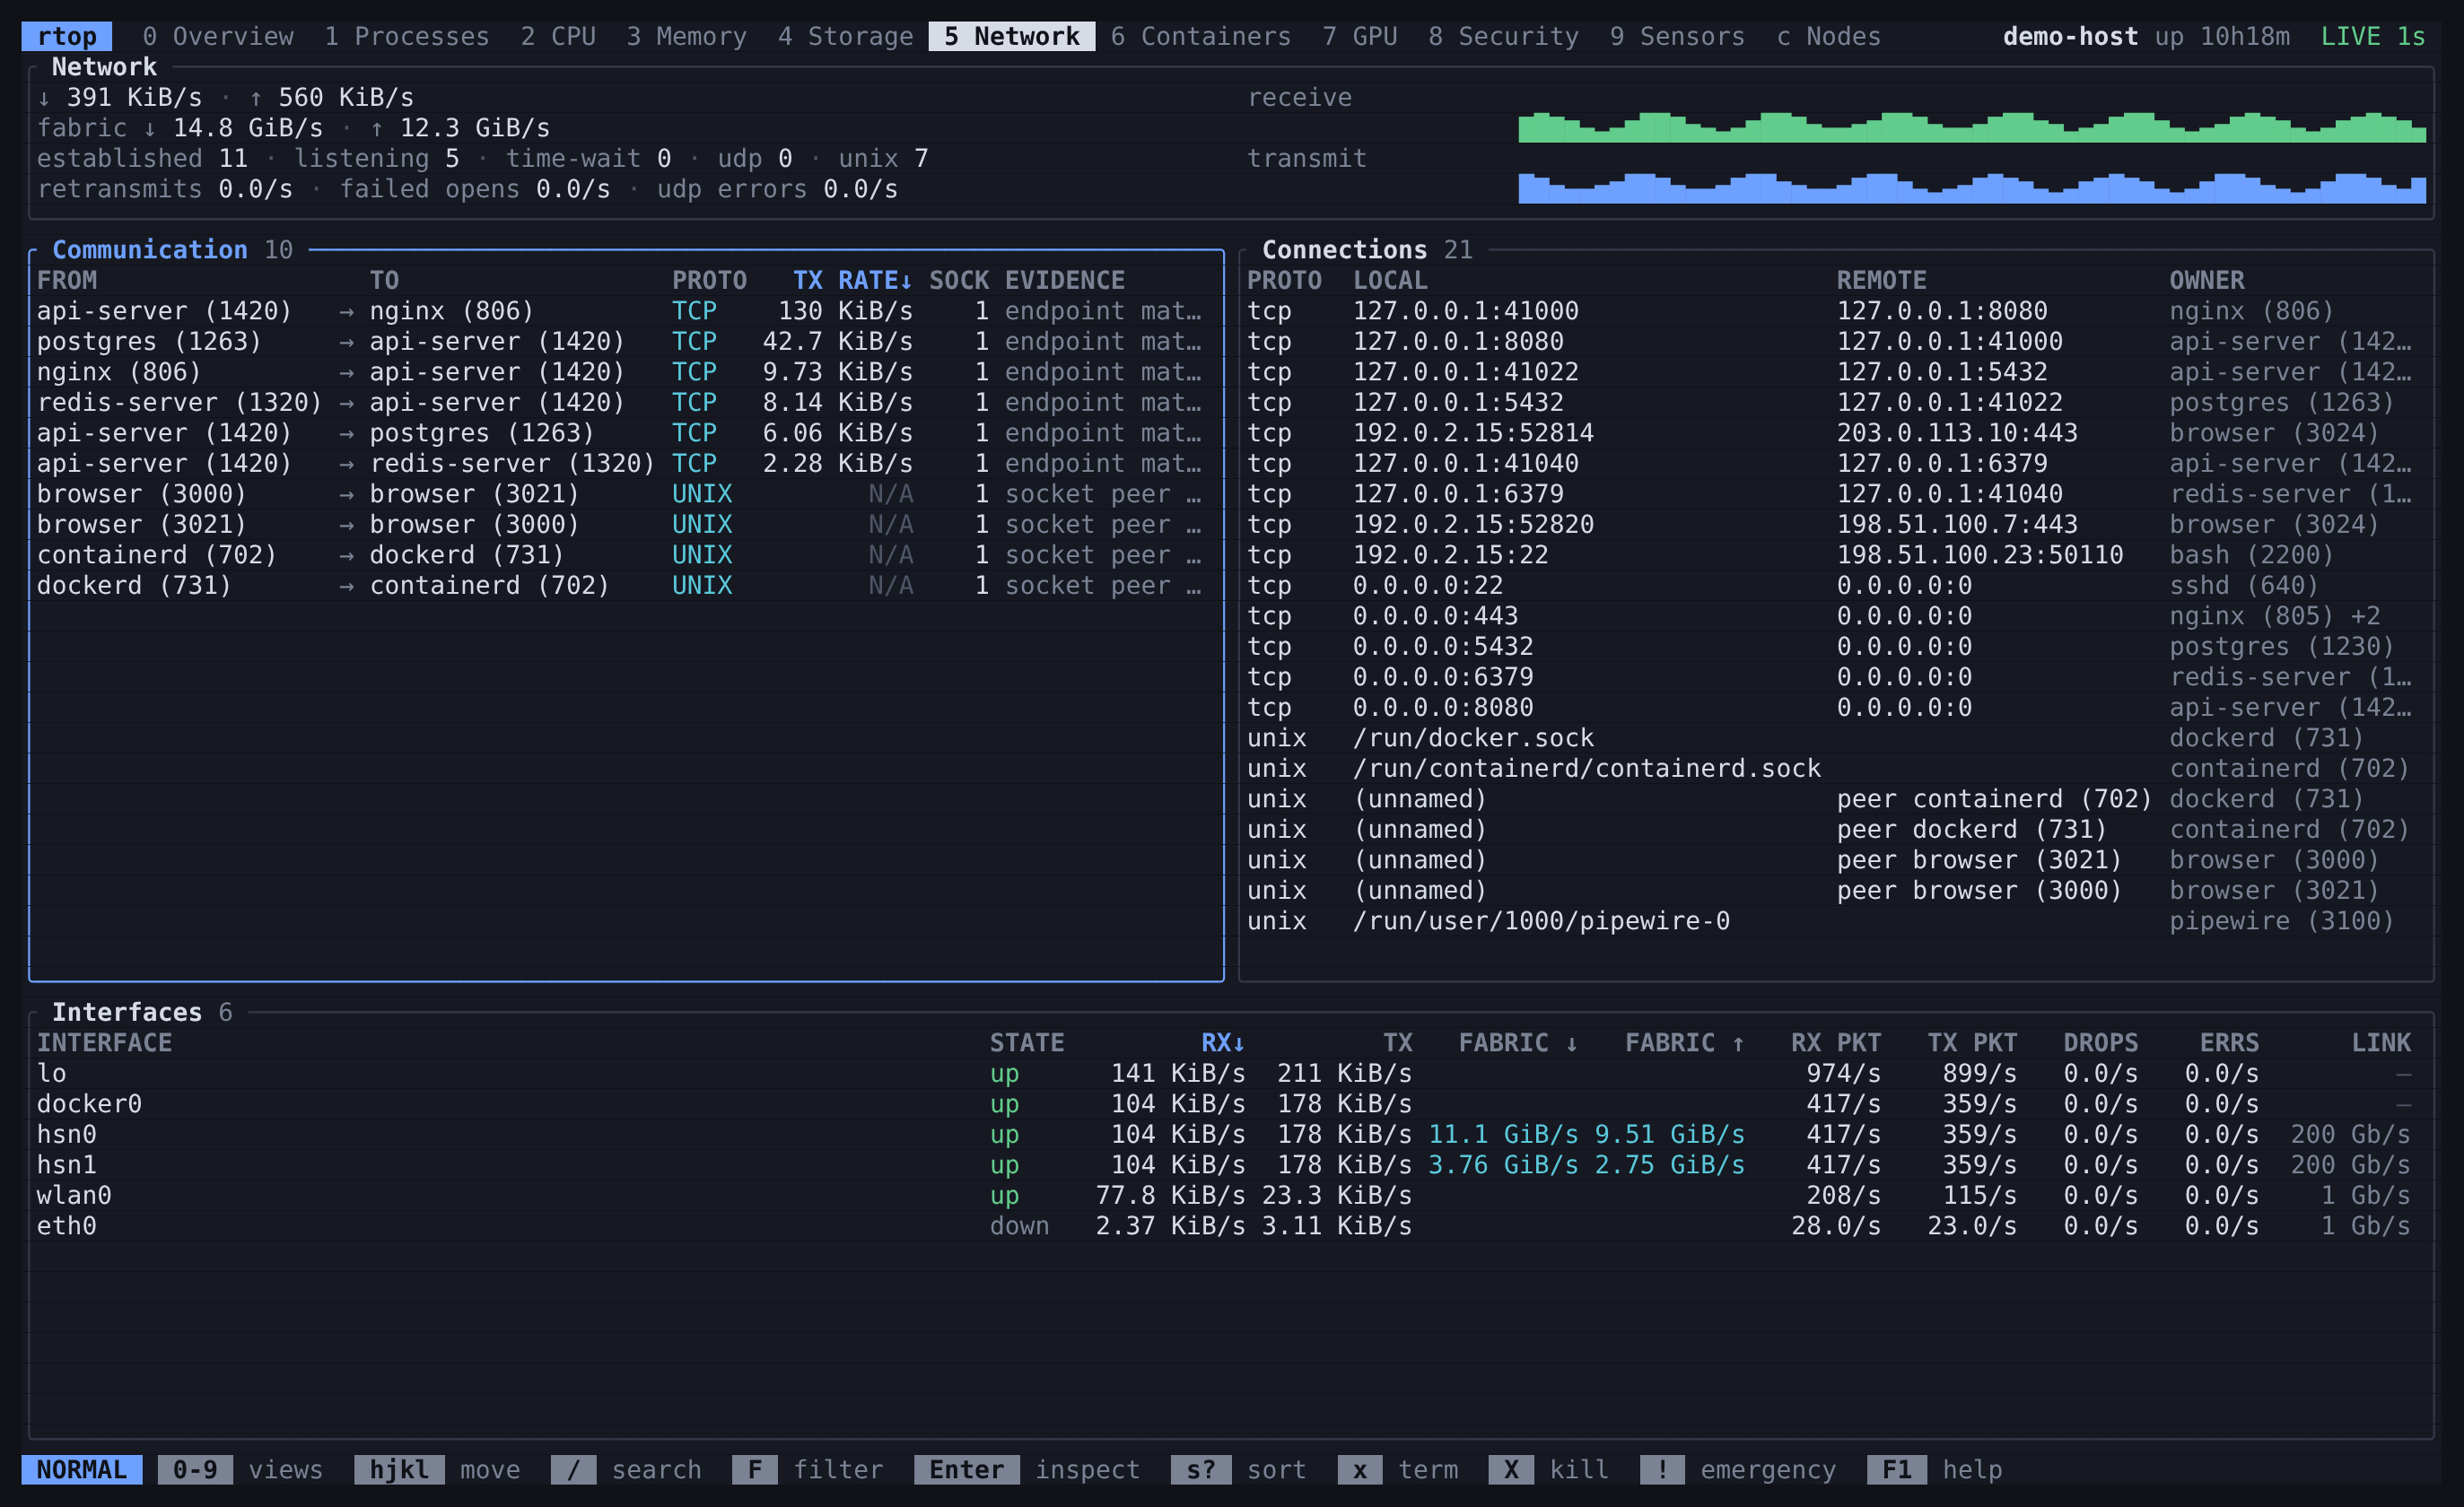 rtop 0 Overview 1 Processes 2 CPU 3 Memory 4 Storage 5 Network 6 Containers 7 GPU 8 Security 9 Sensors c Nodes demo-host up 10h18m LIVE 1s
Network
↓ 391 KiB/s · ↑ 560 KiB/s receive
fabric ↓ 14.8 GiB/s · ↑ 12.3 GiB/s
established 11 · listening 5 · time-wait 0 · udp 0 · unix 7 transmit
retransmits 0.0/s · failed opens 0.0/s · udp errors 0.0/s
Communication 10
FROM TO PROTO TX RATE↓ SOCK EVIDENCE
api-server (1420) → nginx (806) TCP 130 KiB/s 1 endpoint mat…
postgres (1263) → api-server (1420) TCP 42.7 KiB/s 1 endpoint mat…
nginx (806) → api-server (1420) TCP 9.73 KiB/s 1 endpoint mat…
redis-server (1320) → api-server (1420) TCP 8.14 KiB/s 1 endpoint mat…
api-server (1420) → postgres (1263) TCP 6.06 KiB/s 1 endpoint mat…
api-server (1420) → redis-server (1320) TCP 2.28 KiB/s 1 endpoint mat…
browser (3000) → browser (3021) UNIX N/A 1 socket peer …
browser (3021) → browser (3000) UNIX N/A 1 socket peer …
containerd (702) → dockerd (731) UNIX N/A 1 socket peer …
dockerd (731) → containerd (702) UNIX N/A 1 socket peer …
Connections 21
PROTO LOCAL REMOTE OWNER
tcp 127.0.0.1:41000 127.0.0.1:8080 nginx (806)
tcp 127.0.0.1:8080 127.0.0.1:41000 api-server (142…
tcp 127.0.0.1:41022 127.0.0.1:5432 api-server (142…
tcp 127.0.0.1:5432 127.0.0.1:41022 postgres (1263)
tcp 192.0.2.15:52814 203.0.113.10:443 browser (3024)
tcp 127.0.0.1:41040 127.0.0.1:6379 api-server (142…
tcp 127.0.0.1:6379 127.0.0.1:41040 redis-server (1…
tcp 192.0.2.15:52820 198.51.100.7:443 browser (3024)
tcp 192.0.2.15:22 198.51.100.23:50110 bash (2200)
tcp 0.0.0.0:22 0.0.0.0:0 sshd (640)
tcp 0.0.0.0:443 0.0.0.0:0 nginx (805) +2
tcp 0.0.0.0:5432 0.0.0.0:0 postgres (1230)
tcp 0.0.0.0:6379 0.0.0.0:0 redis-server (1…
tcp 0.0.0.0:8080 0.0.0.0:0 api-server (142…
unix /run/docker.sock dockerd (731)
unix /run/containerd/containerd.sock containerd (702)
unix (unnamed) peer containerd (702) dockerd (731)
unix (unnamed) peer dockerd (731) containerd (702)
unix (unnamed) peer browser (3021) browser (3000)
unix (unnamed) peer browser (3000) browser (3021)
unix /run/user/1000/pipewire-0 pipewire (3100)
Interfaces 6
INTERFACE STATE RX↓ TX FABRIC ↓ FABRIC ↑ RX PKT TX PKT DROPS ERRS LINK
lo up 141 KiB/s 211 KiB/s 974/s 899/s 0.0/s 0.0/s —
docker0 up 104 KiB/s 178 KiB/s 417/s 359/s 0.0/s 0.0/s —
hsn0 up 104 KiB/s 178 KiB/s 11.1 GiB/s 9.51 GiB/s 417/s 359/s 0.0/s 0.0/s 200 Gb/s
hsn1 up 104 KiB/s 178 KiB/s 3.76 GiB/s 2.75 GiB/s 417/s 359/s 0.0/s 0.0/s 200 Gb/s
wlan0 up 77.8 KiB/s 23.3 KiB/s 208/s 115/s 0.0/s 0.0/s 1 Gb/s
eth0 down 2.37 KiB/s 3.11 KiB/s 28.0/s 23.0/s 0.0/s 0.0/s 1 Gb/s
NORMAL 0-9 views hjkl move / search F filter Enter inspect s? sort x term X kill ! emergency F1 help